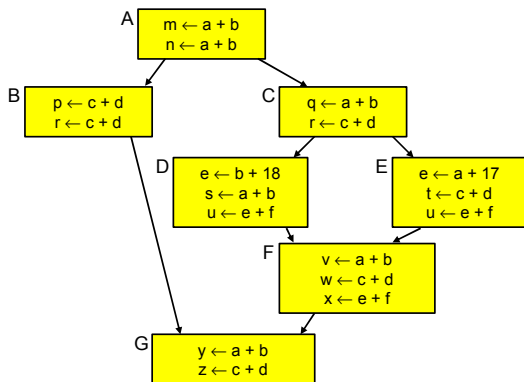 A
m ← a + b
n ← a + b
B
p ← c + d
r ← c + d
C
q ← a + b
r ← c + d
D
e ← b + 18
s ← a + b
u ← e + f
E
e ← a + 17
t ← c + d
u ← e + f
F
v ← a + b
w ← c + d
x ← e + f
G
y ← a + b
z ← c + d